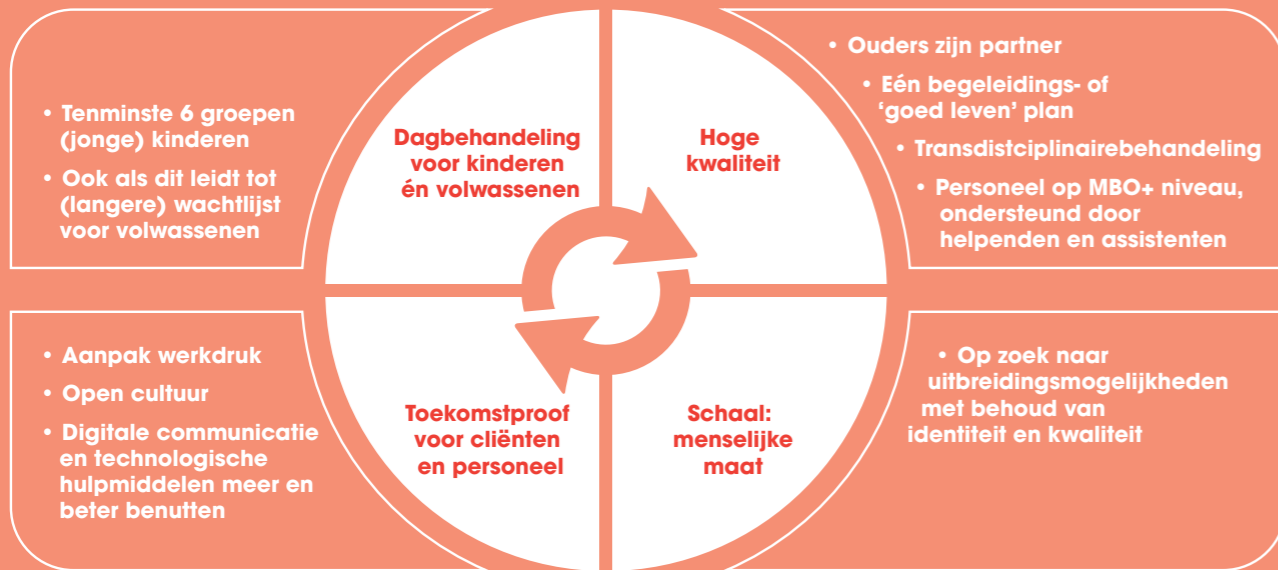 • Tenminste 6 groepen
(jonge) kinderen
• Ook als dit leidt tot
(langere) wachtlijst
voor volwassenen
Dagbehandeling
voor kinderen
én volwassenen
Hoge
kwaliteit
• Ouders zijn partner
• Eén begeleidings- of
‘goed leven’ plan
• Transdistciplinairebehandeling
• Personeel op MBO+ niveau,
ondersteund door
helpenden en assistenten
• Aanpak werkdruk
• Open cultuur
• Digitale communicatie
en technologische
hulpmiddelen meer en
beter benutten
Toekomstproof
voor cliënten
en personeel
Schaal:
menselijke
maat
• Op zoek naar
uitbreidingsmogelijkheden
met behoud van
identiteit en kwaliteit